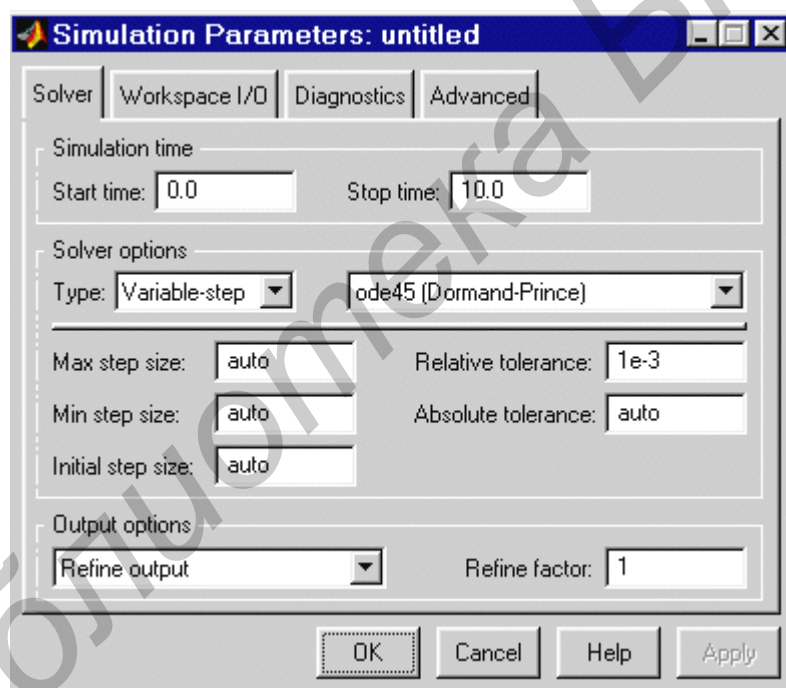 Simulation Parameters: untitled
Solver Workspace I/O Diagnostics Advanced
Simulation time
Start time: 0.0 Stop time: 10.0
Solver options
Type: Variable-step ode45 (Dormand-Prince)
Max step size: auto Relative tolerance: 1e-3
Min step size: auto Absolute tolerance: auto
Initial step size: auto
Output options
Refine output Refine factor: 1
OK Cancel Help Apply